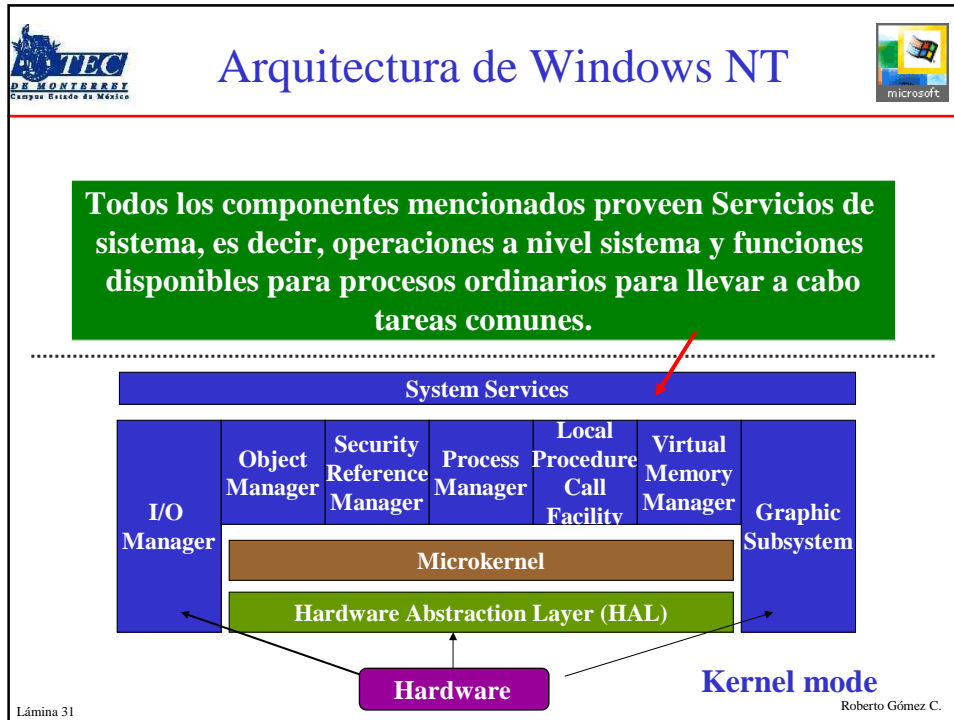 TEC
DE MONTERREY
Campus Estado de México
Arquitectura de Windows NT
microsoft
Todos los componentes mencionados proveen Servicios de
sistema, es decir, operaciones a nivel sistema y funciones
disponibles para procesos ordinarios para llevar a cabo
tareas comunes.
System Services
I/O
Manager
Object
Manager
Security
Reference
Manager
Process
Manager
Local
Procedure
Call
Facility
Virtual
Memory
Manager
Graphic
Subsystem
Microkernel
Hardware Abstraction Layer (HAL)
Hardware
Kernel mode
Lámina 31
Roberto Gómez C.